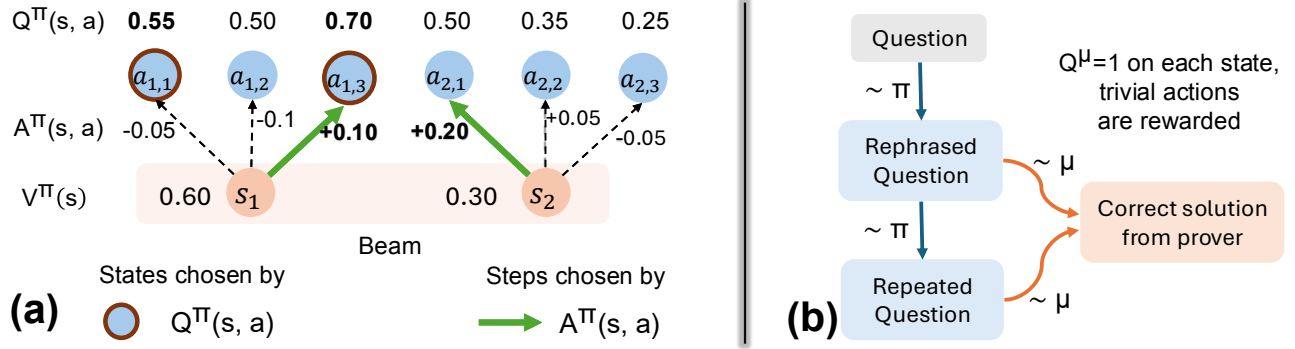 Q^π(s, a) 0.55 0.50 0.70 0.50 0.35 0.25
a_{1,1} a_{1,2} a_{1,3} a_{2,1} a_{2,2} a_{2,3}
A^π(s, a) -0.05 -0.1 +0.10 +0.20 +0.05 -0.05
V^π(s) 0.60 s_1 0.30 s_2
Beam
States chosen by
Q^π(s, a)
Steps chosen by
A^π(s, a)
(a)
Question
~ π
Rephrased
Question
~ π
Repeated
Question
~ μ
~ μ
Correct solution
from prover
Q^μ=1 on each state,
trivial actions
are rewarded
(b)